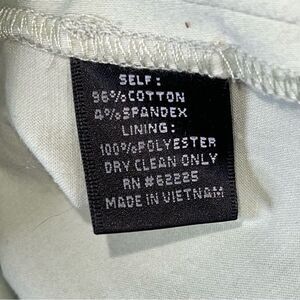 SELF:
96%COTTON
4%SPANDEX
LINING:
100%POLYESTER
DRY CLEAN ONLY
RN #62225
MADE IN VIETNAM